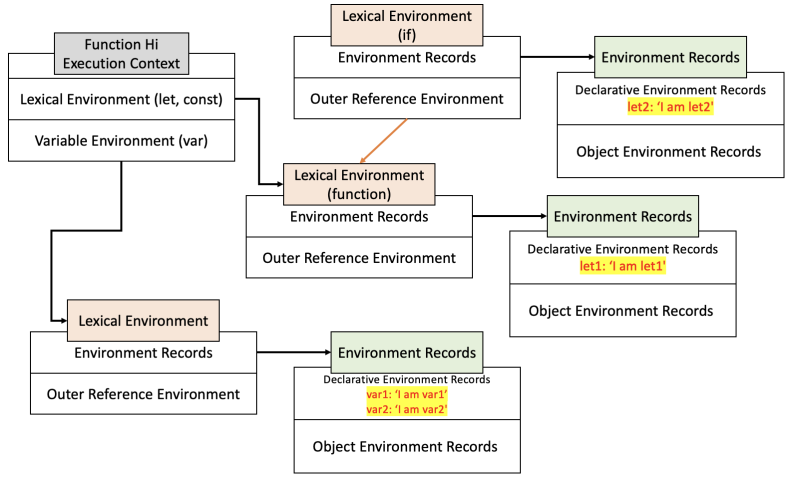 Function Hi
Execution Context
Lexical Environment (let, const)
Variable Environment (var)
Lexical Environment
(if)
Environment Records
Outer Reference Environment
Environment Records
Declarative Environment Records
let2: ‘I am let2'
Object Environment Records
Lexical Environment
(function)
Environment Records
Outer Reference Environment
Environment Records
Declarative Environment Records
let1: ‘I am let1'
Object Environment Records
Lexical Environment
Environment Records
Outer Reference Environment
Environment Records
Declarative Environment Records
var1: ‘I am var1’
var2: ‘I am var2'
Object Environment Records